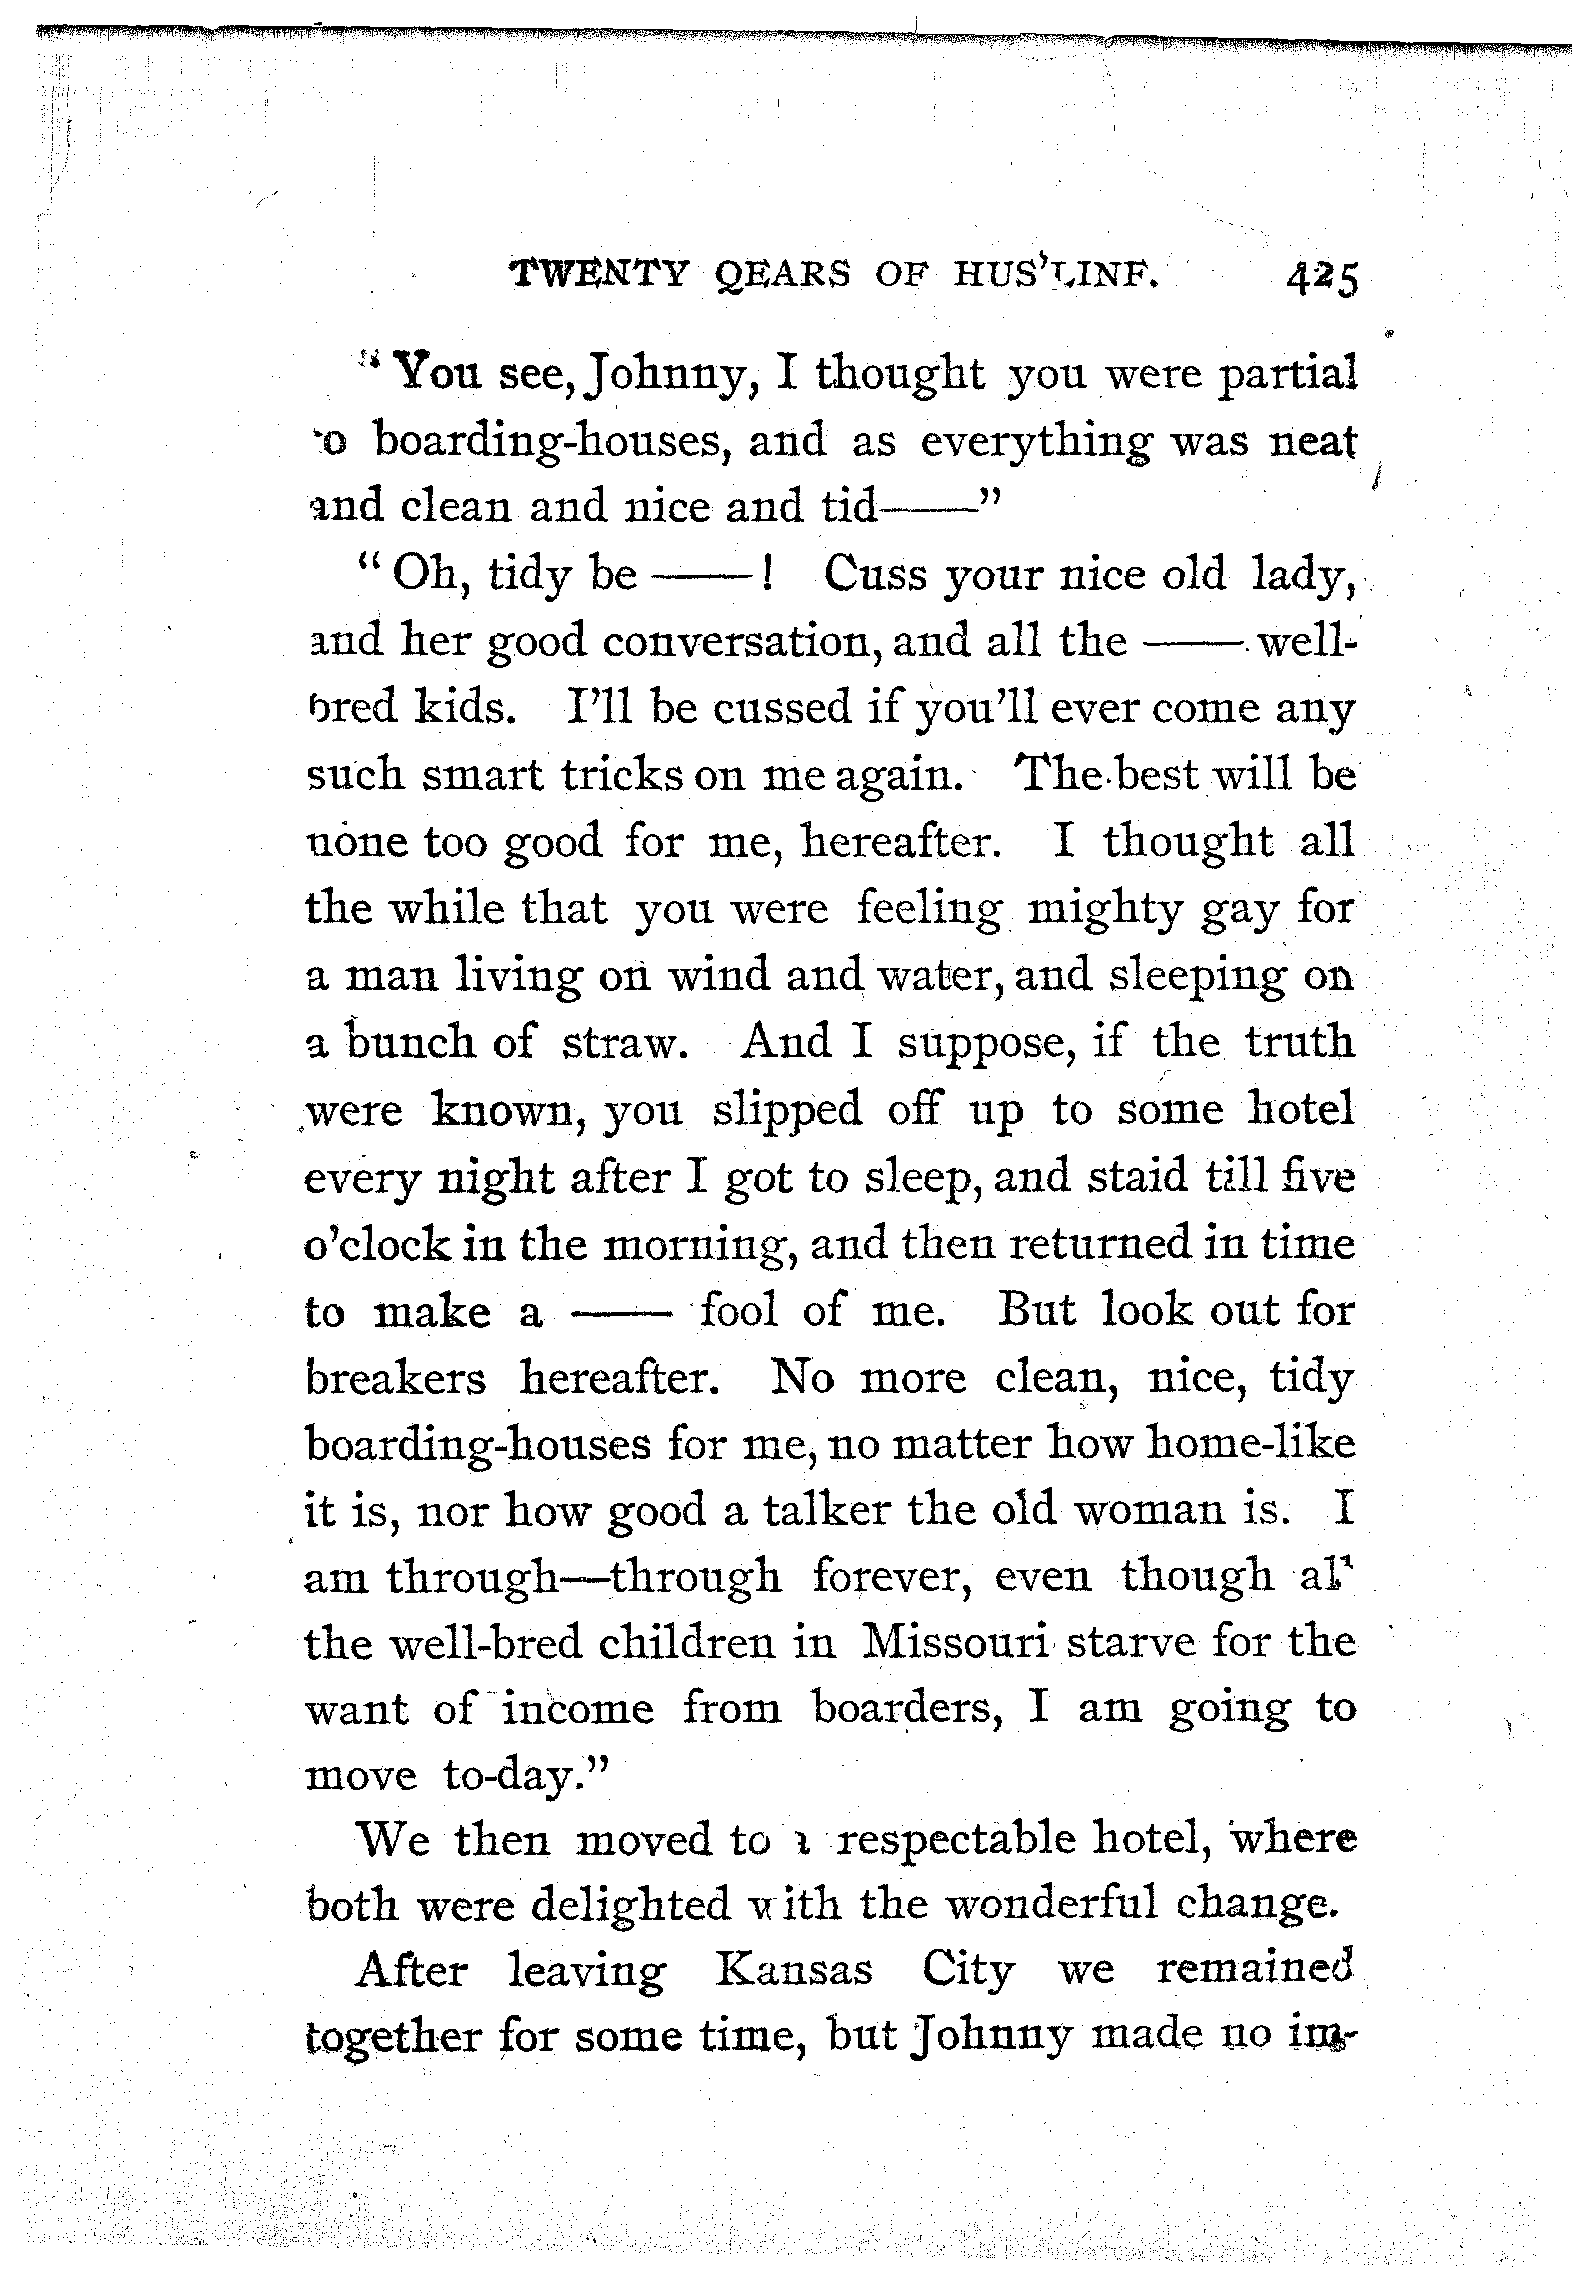 TWENTY QEARS OF HUS'LINF. 425
"You see, Johnny, I thought you were partial
to boarding-houses, and as everything was neat
and clean and nice and tid——"
"Oh, tidy be ——! Cuss your nice old lady,
and her good conversation, and all the —— well-
bred kids. I'll be cussed if you'll ever come any
such smart tricks on me again. The best will be
none too good for me, hereafter. I thought all
the while that you were feeling mighty gay for
a man living on wind and water, and sleeping on
a bunch of straw. And I suppose, if the truth
were known, you slipped off up to some hotel
every night after I got to sleep, and staid till five
o'clock in the morning, and then returned in time
to make a —— fool of me. But look out for
breakers hereafter. No more clean, nice, tidy
boarding-houses for me, no matter how home-like
it is, nor how good a talker the old woman is. I
am through—through forever, even though all
the well-bred children in Missouri starve for the
want of income from boarders, I am going to
move to-day."
We then moved to a respectable hotel, where
both were delighted with the wonderful change.
After leaving Kansas City we remained
together for some time, but Johnny made no im-